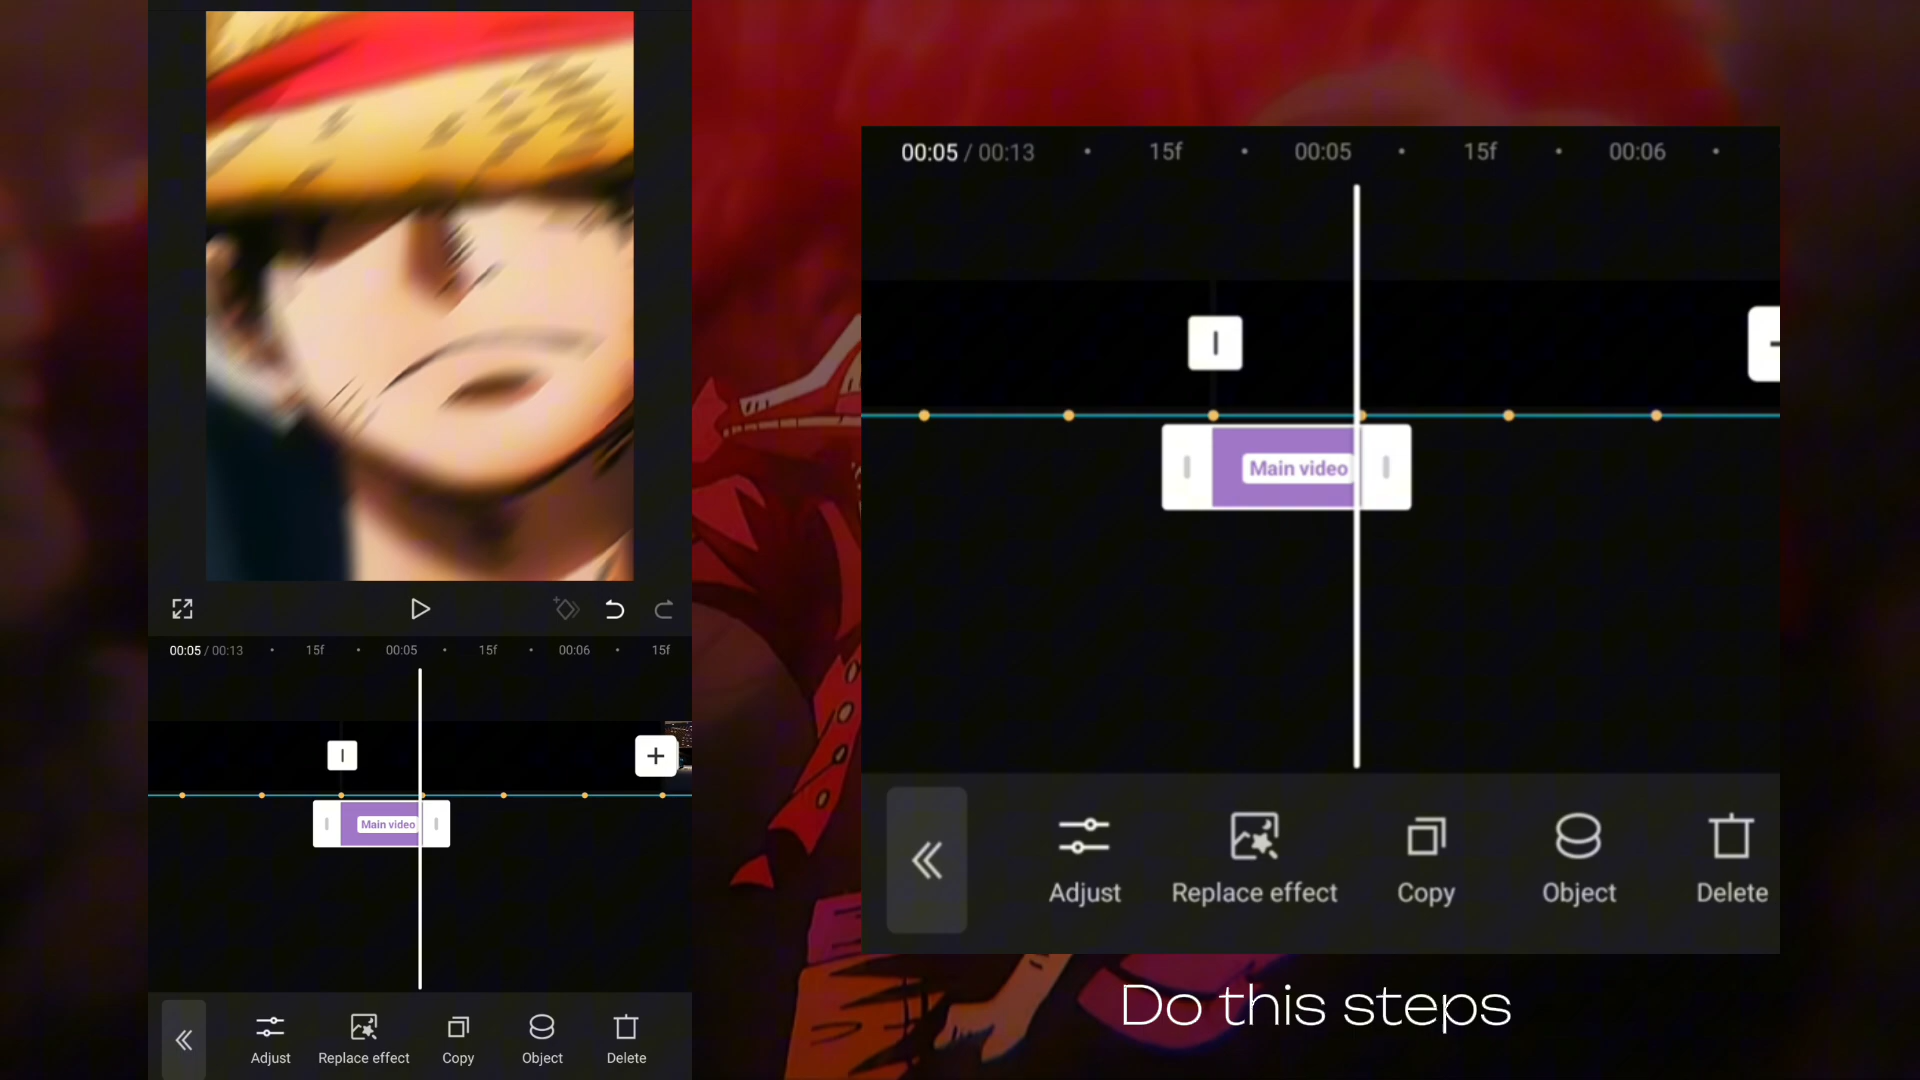 00:05 / 00:13 15f 00:05 15f 00:06 15f
Main video
Adjust Replace effect Copy Object Delete
00:05 / 00:13 15f 00:05 15f 00:06
Main video
Adjust Replace effect Copy Object Delete
Do this steps